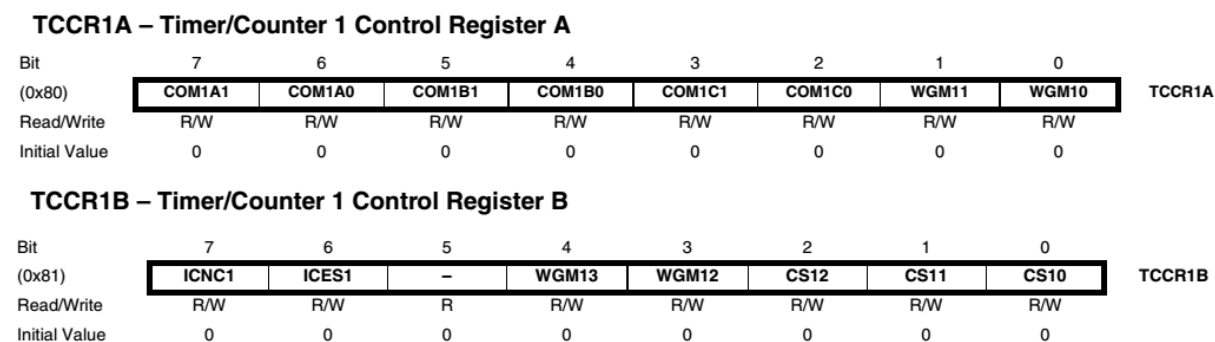 TCCR1A – Timer/Counter 1 Control Register A
Bit 7 6 5 4 3 2 1 0
(0x80) COM1A1 COM1A0 COM1B1 COM1B0 COM1C1 COM1C0 WGM11 WGM10 TCCR1A
Read/Write R/W R/W R/W R/W R/W R/W R/W R/W
Initial Value 0 0 0 0 0 0 0 0
TCCR1B – Timer/Counter 1 Control Register B
Bit 7 6 5 4 3 2 1 0
(0x81) ICNC1 ICES1 – WGM13 WGM12 CS12 CS11 CS10 TCCR1B
Read/Write R/W R/W R R/W R/W R/W R/W R/W
Initial Value 0 0 0 0 0 0 0 0